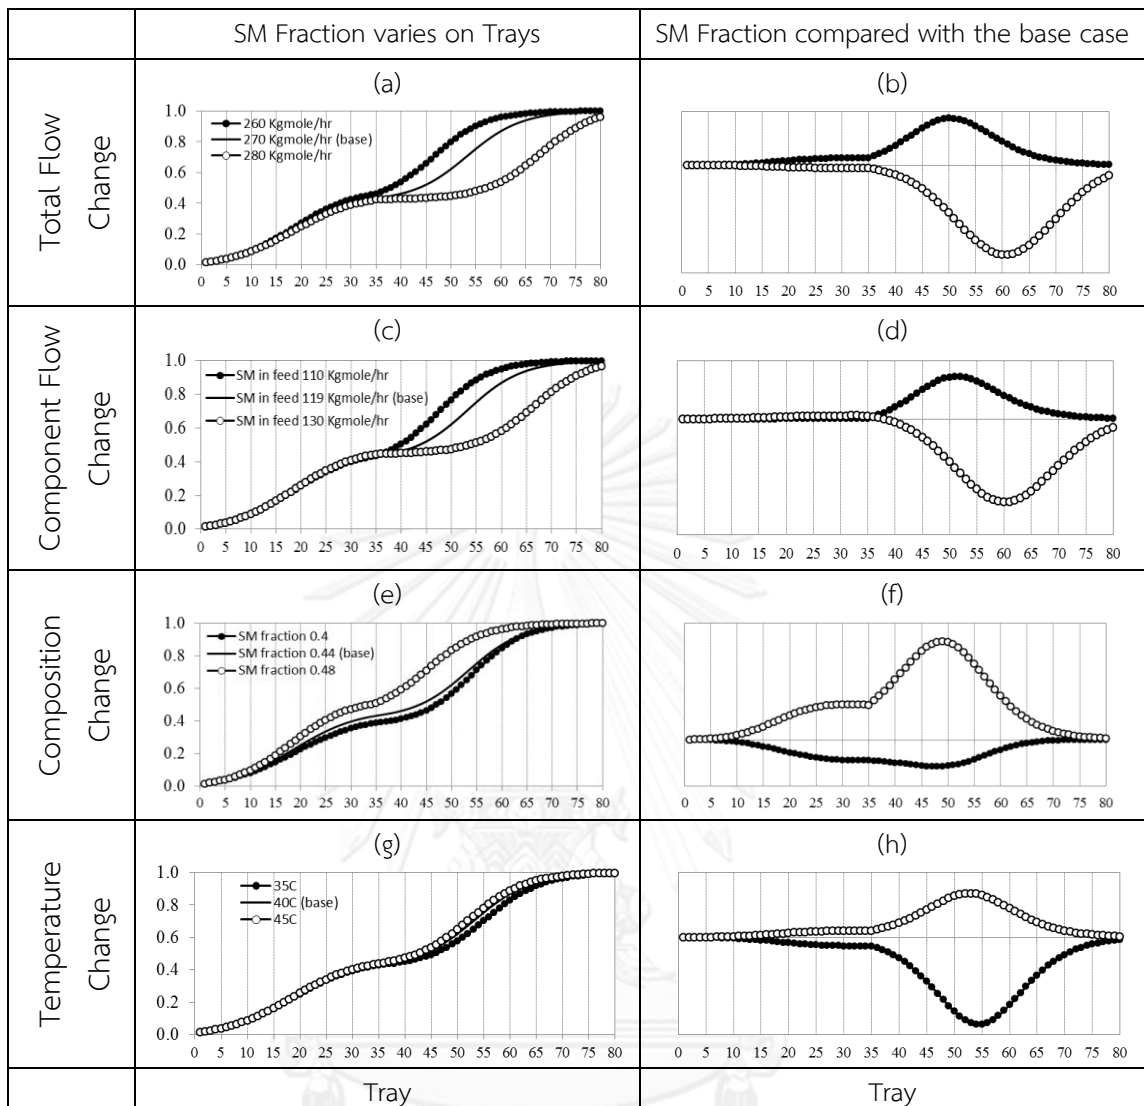 SM Fraction varies on Trays
SM Fraction compared with the base case
Total Flow
Change
(a)
1.0
0.8
0.6
0.4
0.2
0.0
260 Kgmole/hr
270 Kgmole/hr (base)
280 Kgmole/hr
0 5 10 15 20 25 30 35 40 45 50 55 60 65 70 75 80
(b)
0 5 10 15 20 25 30 35 40 45 50 55 60 65 70 75 80
Component Flow
Change
(c)
1.0
0.8
0.6
0.4
0.2
0.0
SM in feed 110 Kgmole/hr
SM in feed 119 Kgmole/hr (base)
SM in feed 130 Kgmole/hr
0 5 10 15 20 25 30 35 40 45 50 55 60 65 70 75 80
(d)
0 5 10 15 20 25 30 35 40 45 50 55 60 65 70 75 80
Composition
Change
(e)
1.0
0.8
0.6
0.4
0.2
0.0
SM fraction 0.4
SM fraction 0.44 (base)
SM fraction 0.48
0 5 10 15 20 25 30 35 40 45 50 55 60 65 70 75 80
(f)
0 5 10 15 20 25 30 35 40 45 50 55 60 65 70 75 80
Temperature
Change
(g)
1.0
0.8
0.6
0.4
0.2
0.0
35C
40C (base)
45C
0 5 10 15 20 25 30 35 40 45 50 55 60 65 70 75 80
(h)
0 5 10 15 20 25 30 35 40 45 50 55 60 65 70 75 80
Tray
Tray